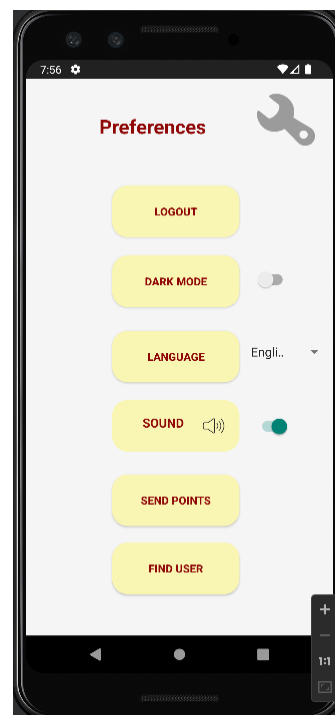 7:56
Preferences
LOGOUT
DARK MODE
LANGUAGE Engli..
SOUND
SEND POINTS
FIND USER
1:1